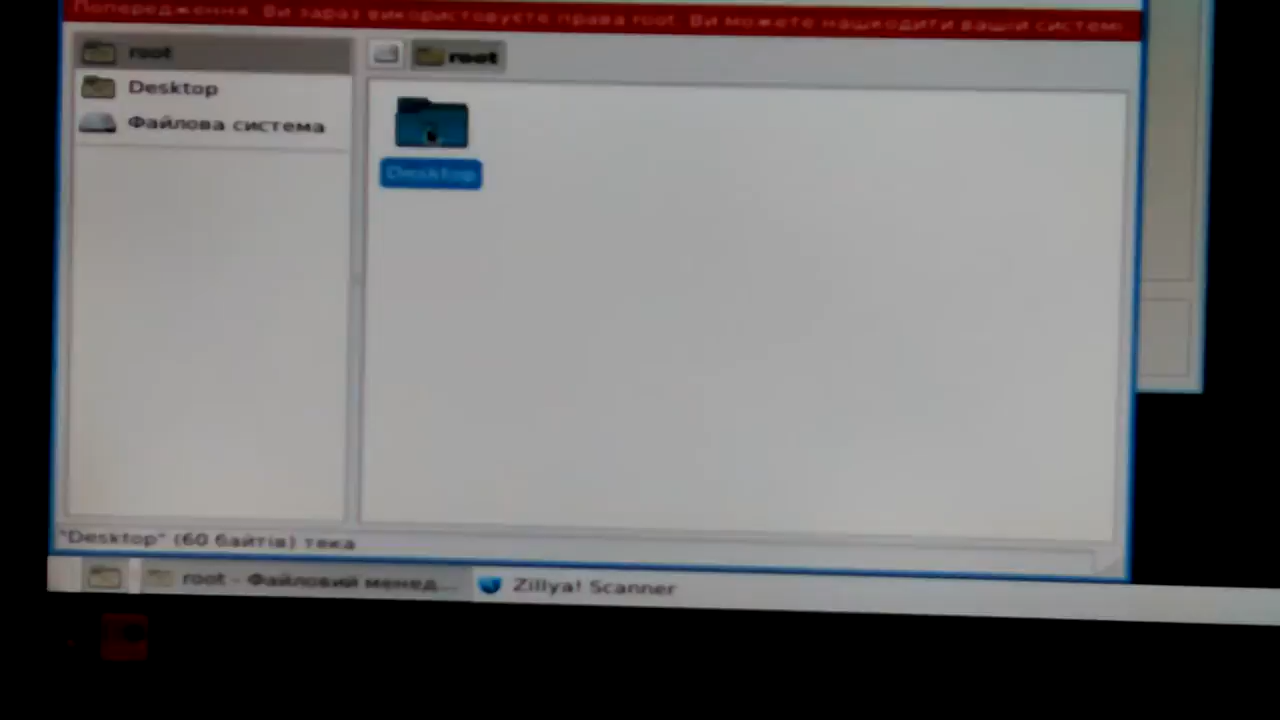 Попередження. Ви зараз використовуєте права root. Ви можете нашкодити вашій системі
root
Desktop
Файлова система
root
Desktop
"Desktop" (60 байтів) тека
root - Файловий менед...
Zillya! Scanner